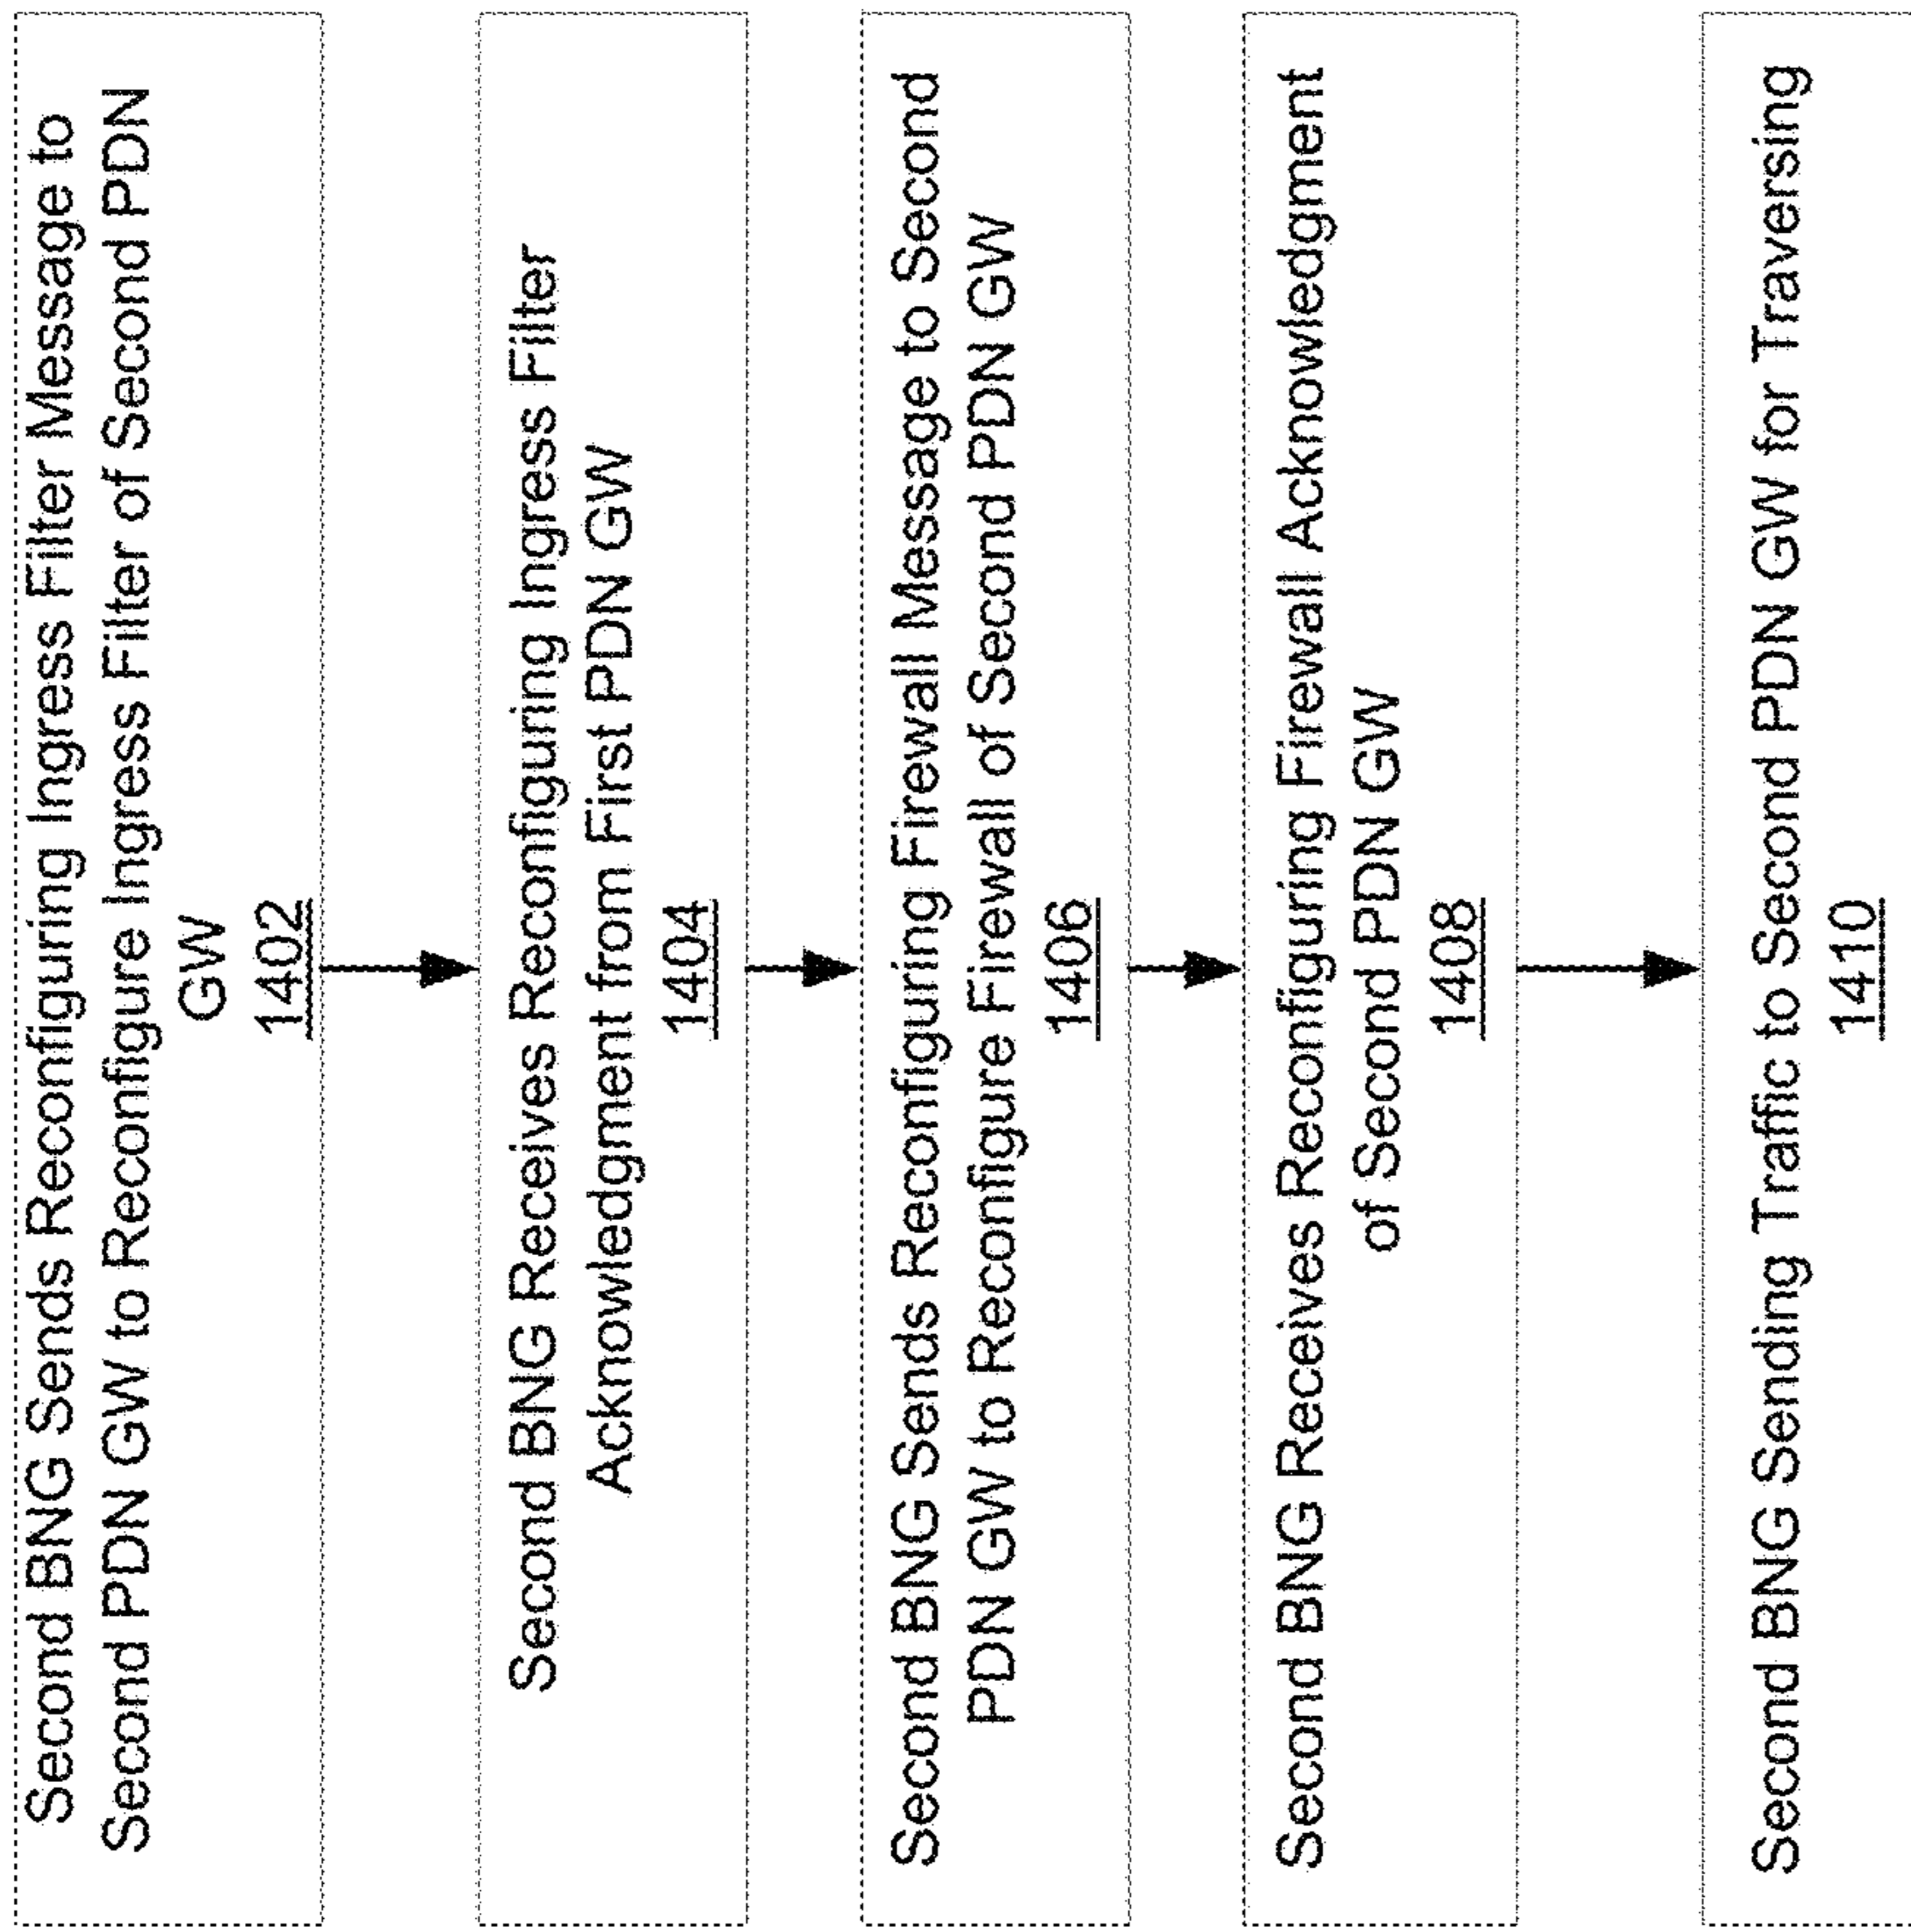 Second BNG Sends Reconfiguring Ingress Filter Message to
Second PDN GW to Reconfigure Ingress Filter of Second PDN
GW
1402
Second BNG Receives Reconfiguring Ingress Filter
Acknowledgment from First PDN GW
1404
Second BNG Sends Reconfiguring Firewall Message to Second
PDN GW to Reconfigure Firewall of Second PDN GW
1406
Second BNG Receives Reconfiguring Firewall Acknowledgment
of Second PDN GW
1408
Second BNG Sending Traffic to Second PDN GW for Traversing
1410